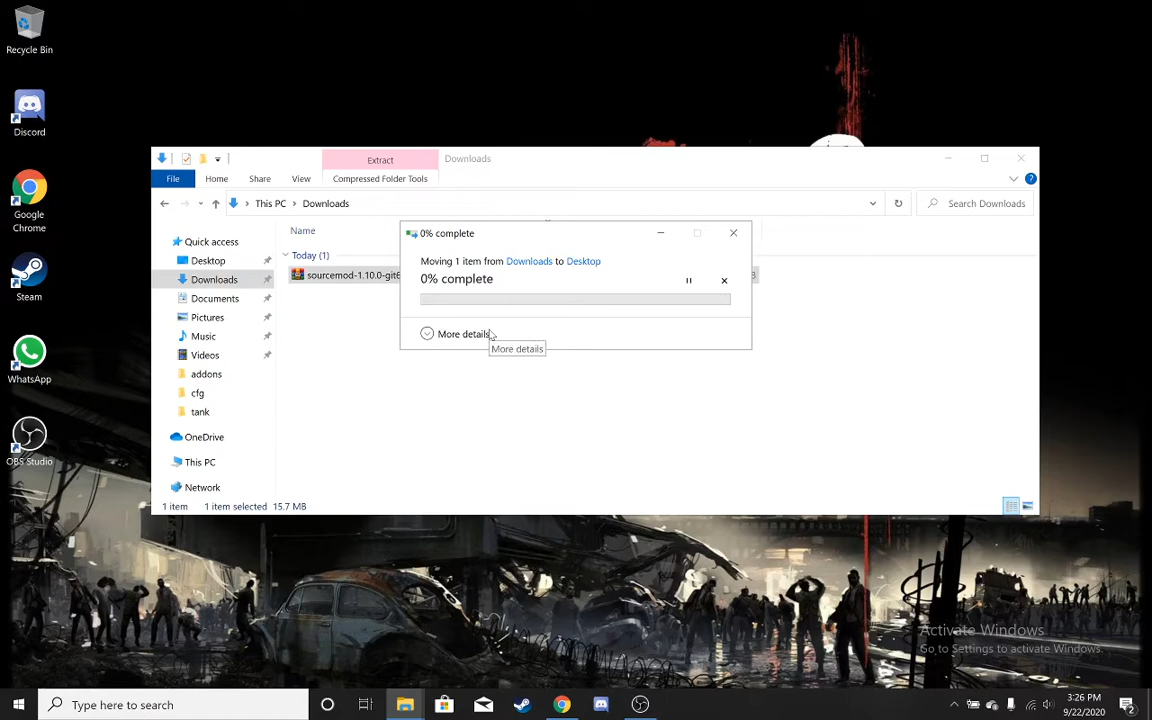 Recycle Bin
Discord
Google
Chrome
Steam
WhatsApp
OBS Studio
Extract
Downloads
File
Home
Share
View
Compressed Folder Tools
This PC
Downloads
Search Downloads
Quick access
Desktop
Downloads
Documents
Pictures
Music
Videos
addons
cfg
tank
OneDrive
This PC
Network
Name
Today (1)
sourcemod-1.10.0-git6
0% complete
Moving 1 item from Downloads to Desktop
0% complete
More details
More details
1 item
1 item selected
15.7 MB
Activate Windows
Go to Settings to activate Windows.
Type here to search
3:26 PM
9/22/2020
2